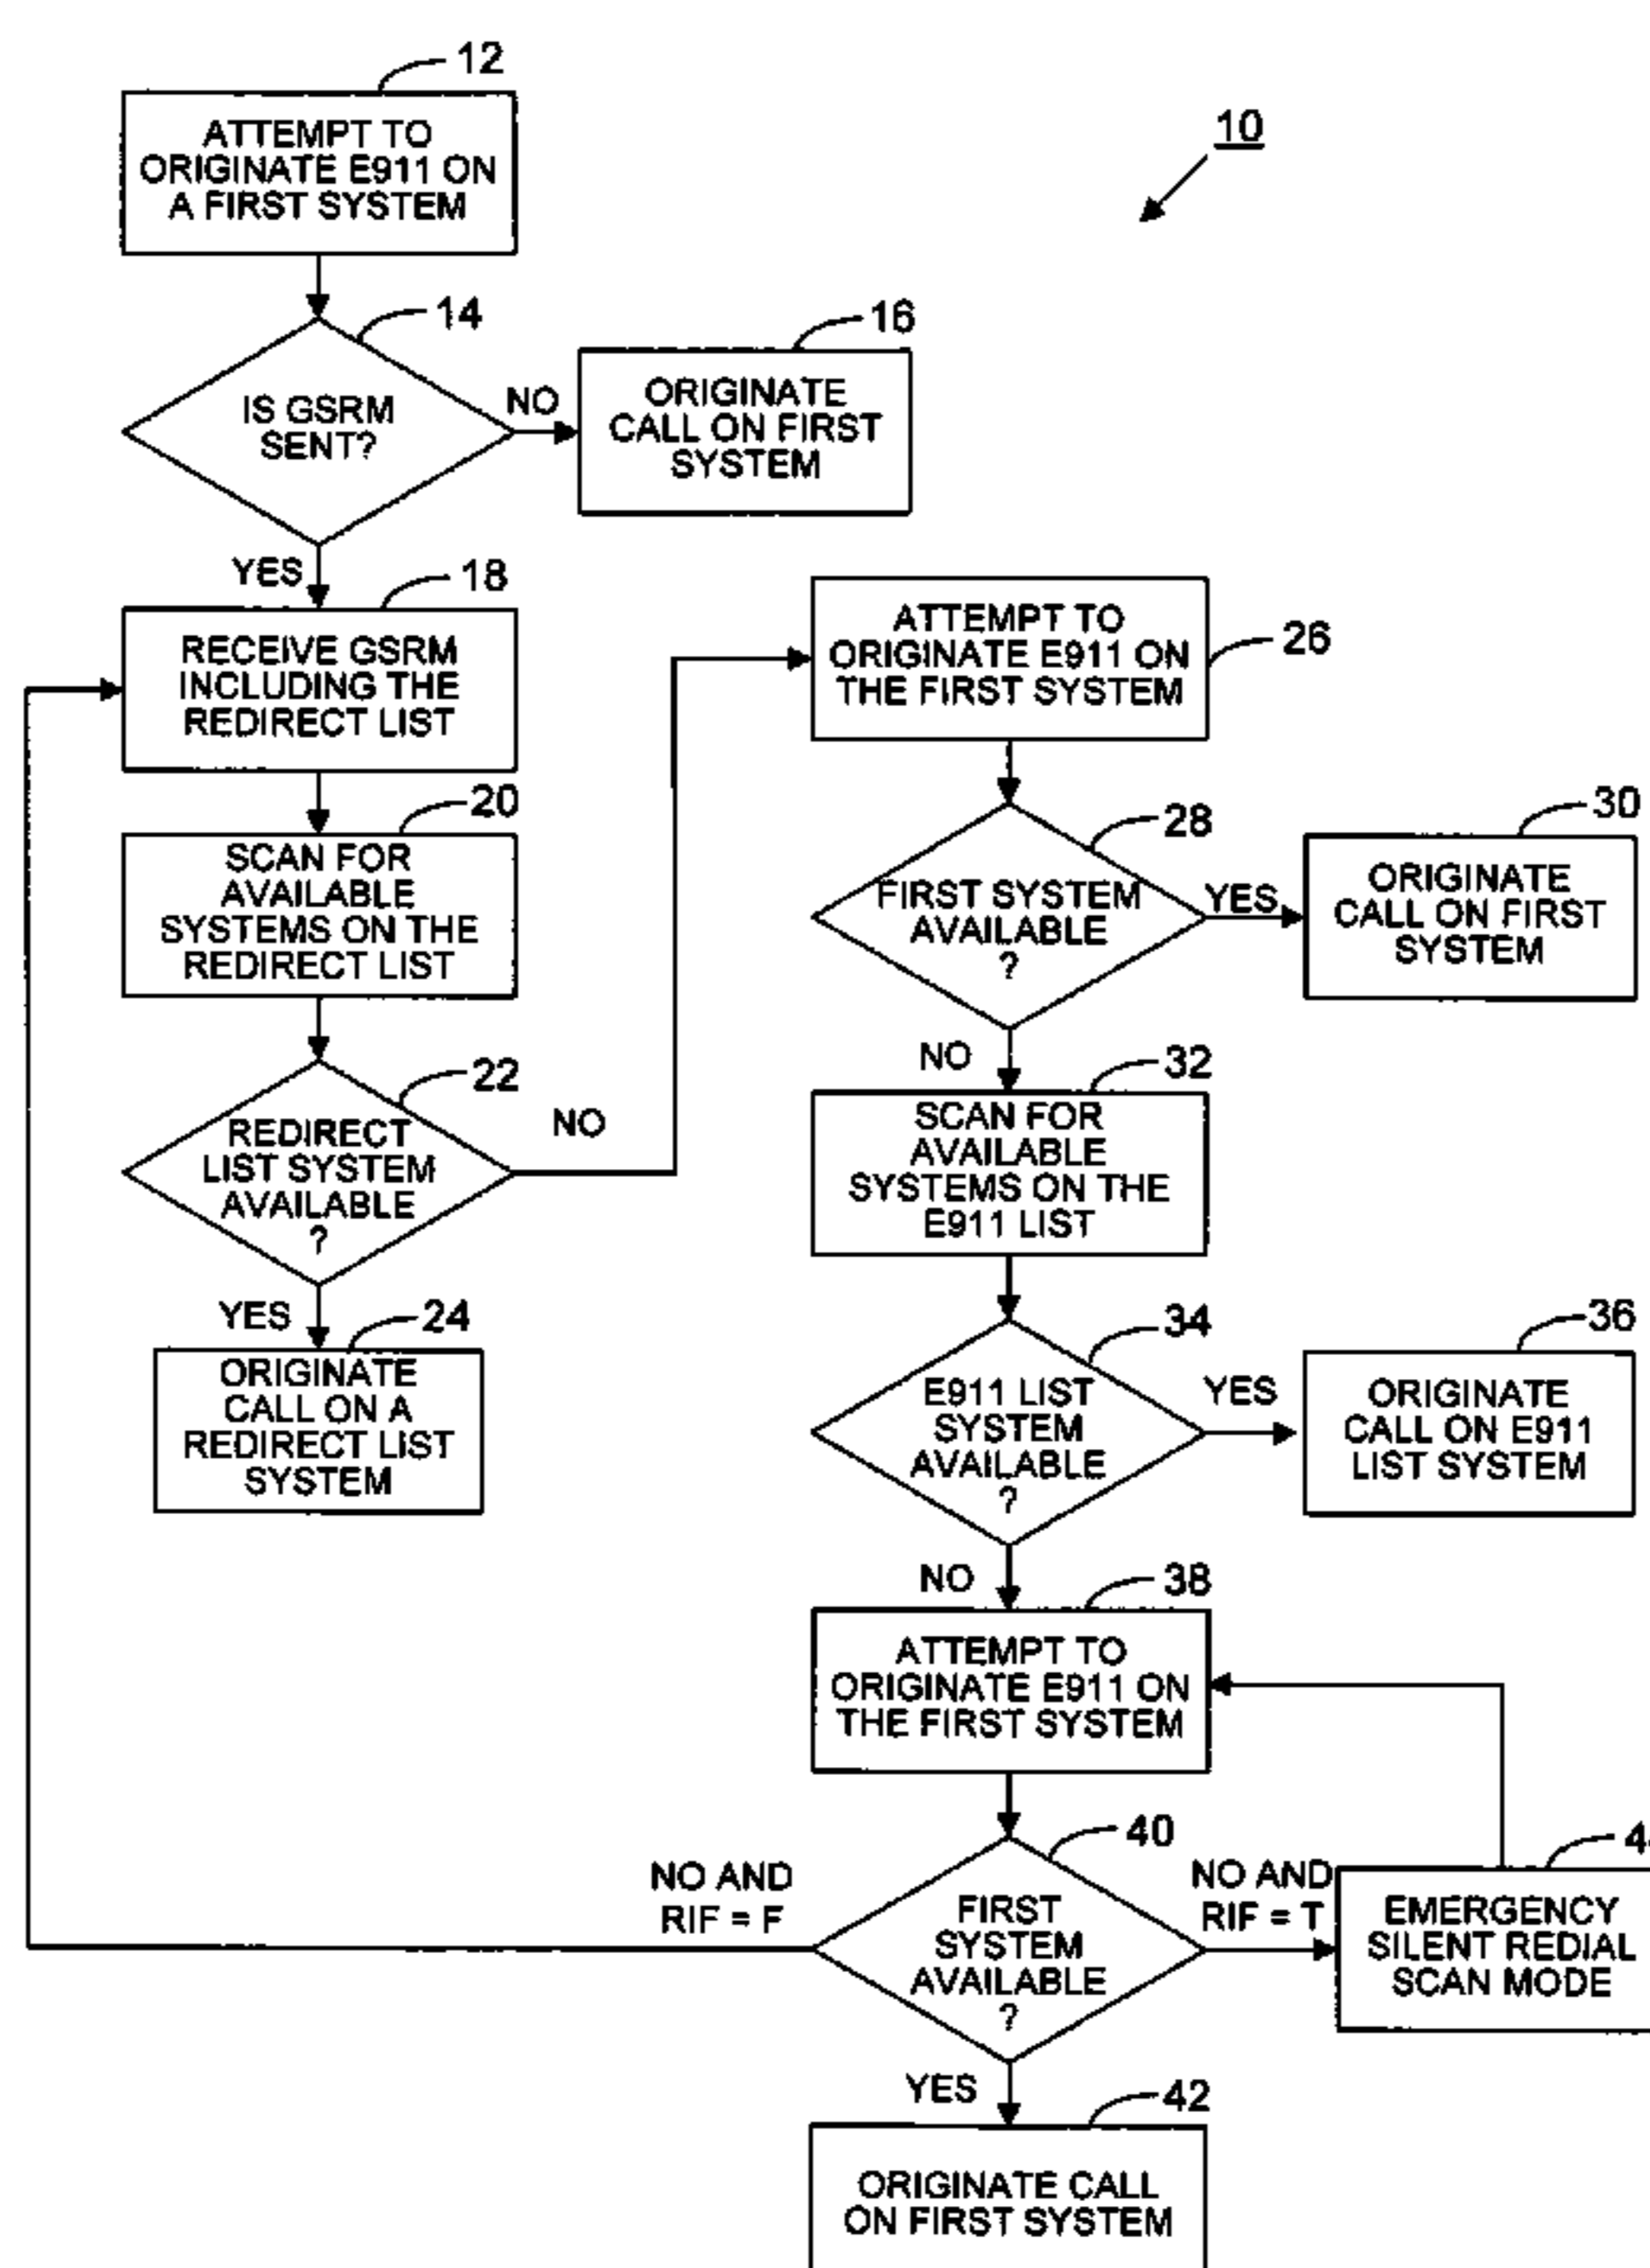 12
ATTEMPT TO
ORIGINATE E911 ON
A FIRST SYSTEM
10
14
IS GSRM
SENT?
NO
16
ORIGINATE
CALL ON FIRST
SYSTEM
YES
18
RECEIVE GSRM
INCLUDING THE
REDIRECT LIST
20
SCAN FOR
AVAILABLE
SYSTEMS ON THE
REDIRECT LIST
22
REDIRECT
LIST SYSTEM
AVAILABLE
?
NO
YES
24
ORIGINATE
CALL ON A
REDIRECT LIST
SYSTEM
26
ATTEMPT TO
ORIGINATE E911 ON
THE FIRST SYSTEM
28
FIRST SYSTEM
AVAILABLE
?
YES
30
ORIGINATE
CALL ON FIRST
SYSTEM
NO
32
SCAN FOR
AVAILABLE
SYSTEMS ON THE
E911 LIST
34
E911 LIST
SYSTEM
AVAILABLE
?
YES
36
ORIGINATE
CALL ON E911
LIST SYSTEM
NO
38
ATTEMPT TO
ORIGINATE E911 ON
THE FIRST SYSTEM
40
FIRST
SYSTEM
AVAILABLE
?
NO AND
RIF = F
NO AND
RIF = T
EMERGENCY
SILENT REDIAL
SCAN MODE
YES
42
ORIGINATE CALL
ON FIRST SYSTEM